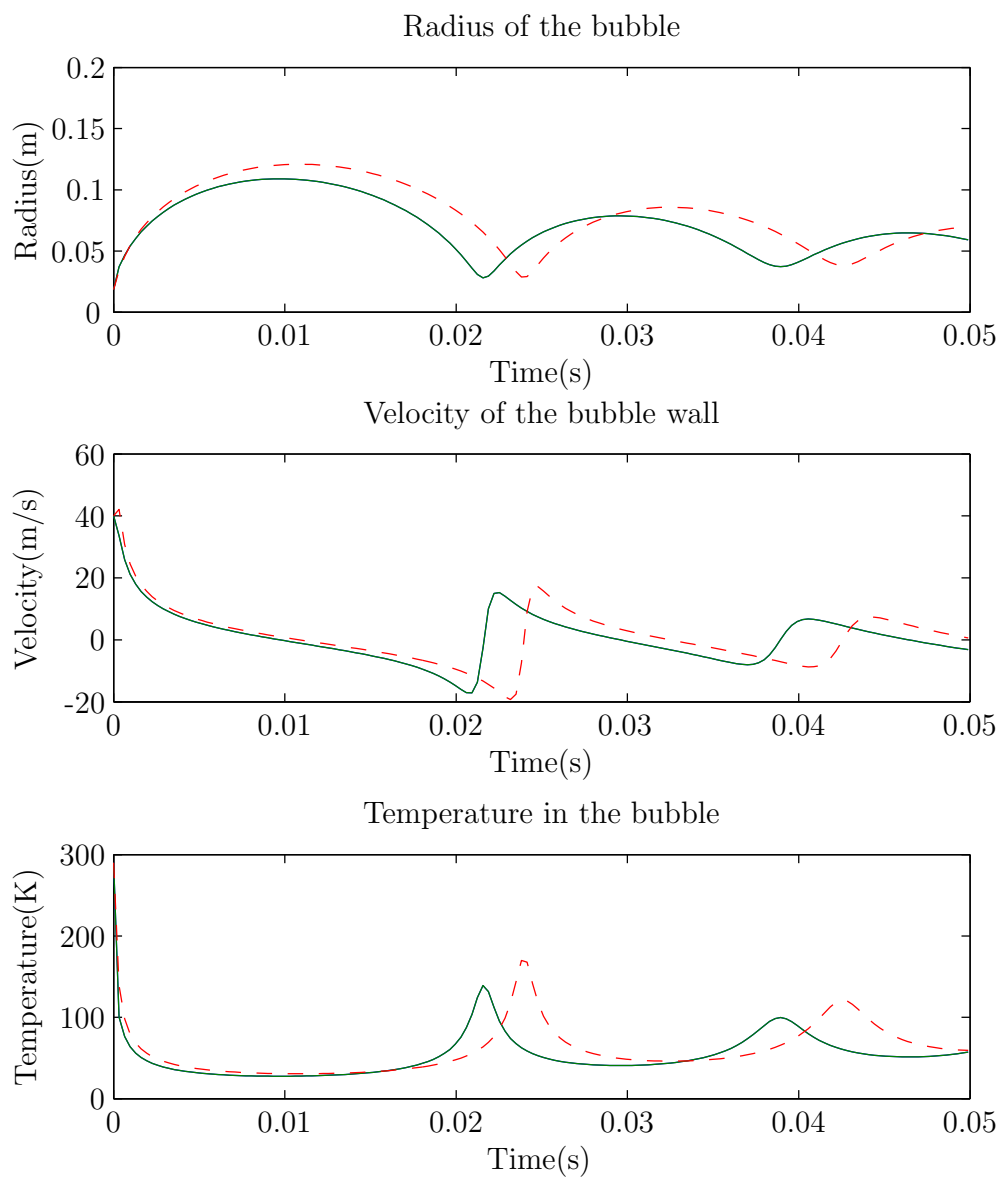 Radius of the bubble
0.2
0.15
0.1
0.05
0
Radius(m)
0 0.01 0.02 0.03 0.04 0.05
Time(s)
Velocity of the bubble wall
60
40
20
0
-20
Velocity(m/s)
0 0.01 0.02 0.03 0.04 0.05
Time(s)
Temperature in the bubble
300
200
100
0
Temperature(K)
0 0.01 0.02 0.03 0.04 0.05
Time(s)